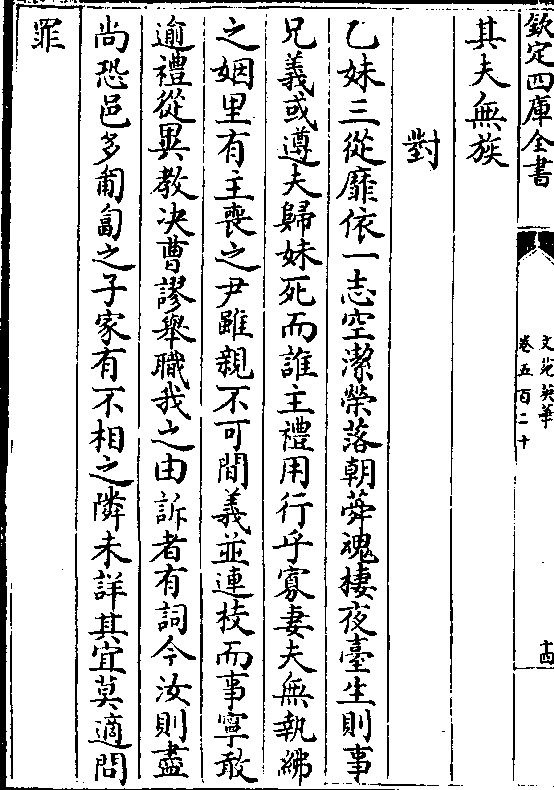 欽定四庫全書
文苑英華
卷五百二十
十四
其夫無族
對
乙妹三從靡依一志空潔榮落朝蕣魂棲夜臺生則事
兄義或遵夫歸妹死而誰主禮用行乎寡妻夫無執紼
之姻里有主喪之尹雖親不可間義並連枝而事寧敢
逾禮從異教决曹謬舉職我之由訴者有詞今汝則盡
尚恐邑多匍匐之子家有不相之隣未詳其宜莫適問
罪